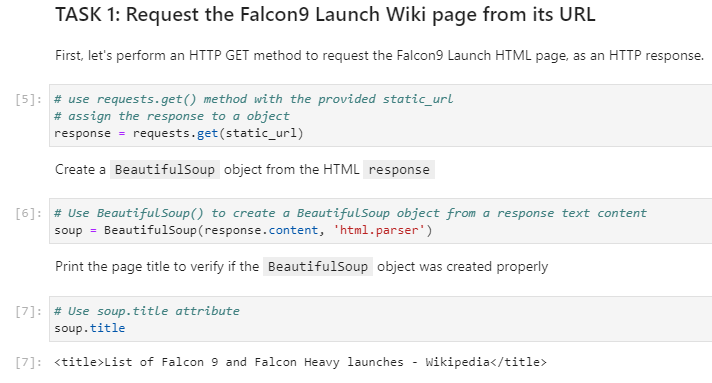 TASK 1: Request the Falcon9 Launch Wiki page from its URL
First, let's perform an HTTP GET method to request the Falcon9 Launch HTML page, as an HTTP response.
[5]: # use requests.get() method with the provided static_url
# assign the response to a object
response = requests.get(static_url)
Create a BeautifulSoup object from the HTML response
[6]: # Use BeautifulSoup() to create a BeautifulSoup object from a response text content
soup = BeautifulSoup(response.content, 'html.parser')
Print the page title to verify if the BeautifulSoup object was created properly
[7]: # Use soup.title attribute
soup.title
[7]: <title>List of Falcon 9 and Falcon Heavy launches - Wikipedia</title>